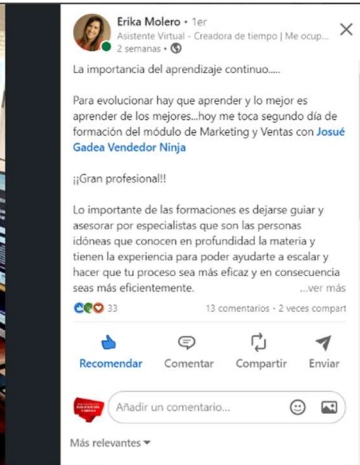 Erika Molero • 1er
Asistente Virtual - Creadora de tiempo | Me ocup...
2 semanas •
La importancia del aprendizaje continuo.....
Para evolucionar hay que aprender y lo mejor es
aprender de los mejores...hoy me toca segundo día de
formación del módulo de Marketing y Ventas con Josué
Gadea Vendedor Ninja
¡¡Gran profesional!!
Lo importante de las formaciones es dejarse guiar y
asesorar por especialistas que son las personas
idóneas que conocen en profundidad la materia y
tienen la experiencia para poder ayudarte a escalar y
hacer que tu proceso sea más eficaz y en consecuencia
seas más eficientemente. ...ver más
33 13 comentarios • 2 veces compart
Recomendar Comentar Compartir Enviar
Añadir un comentario...
Más relevantes